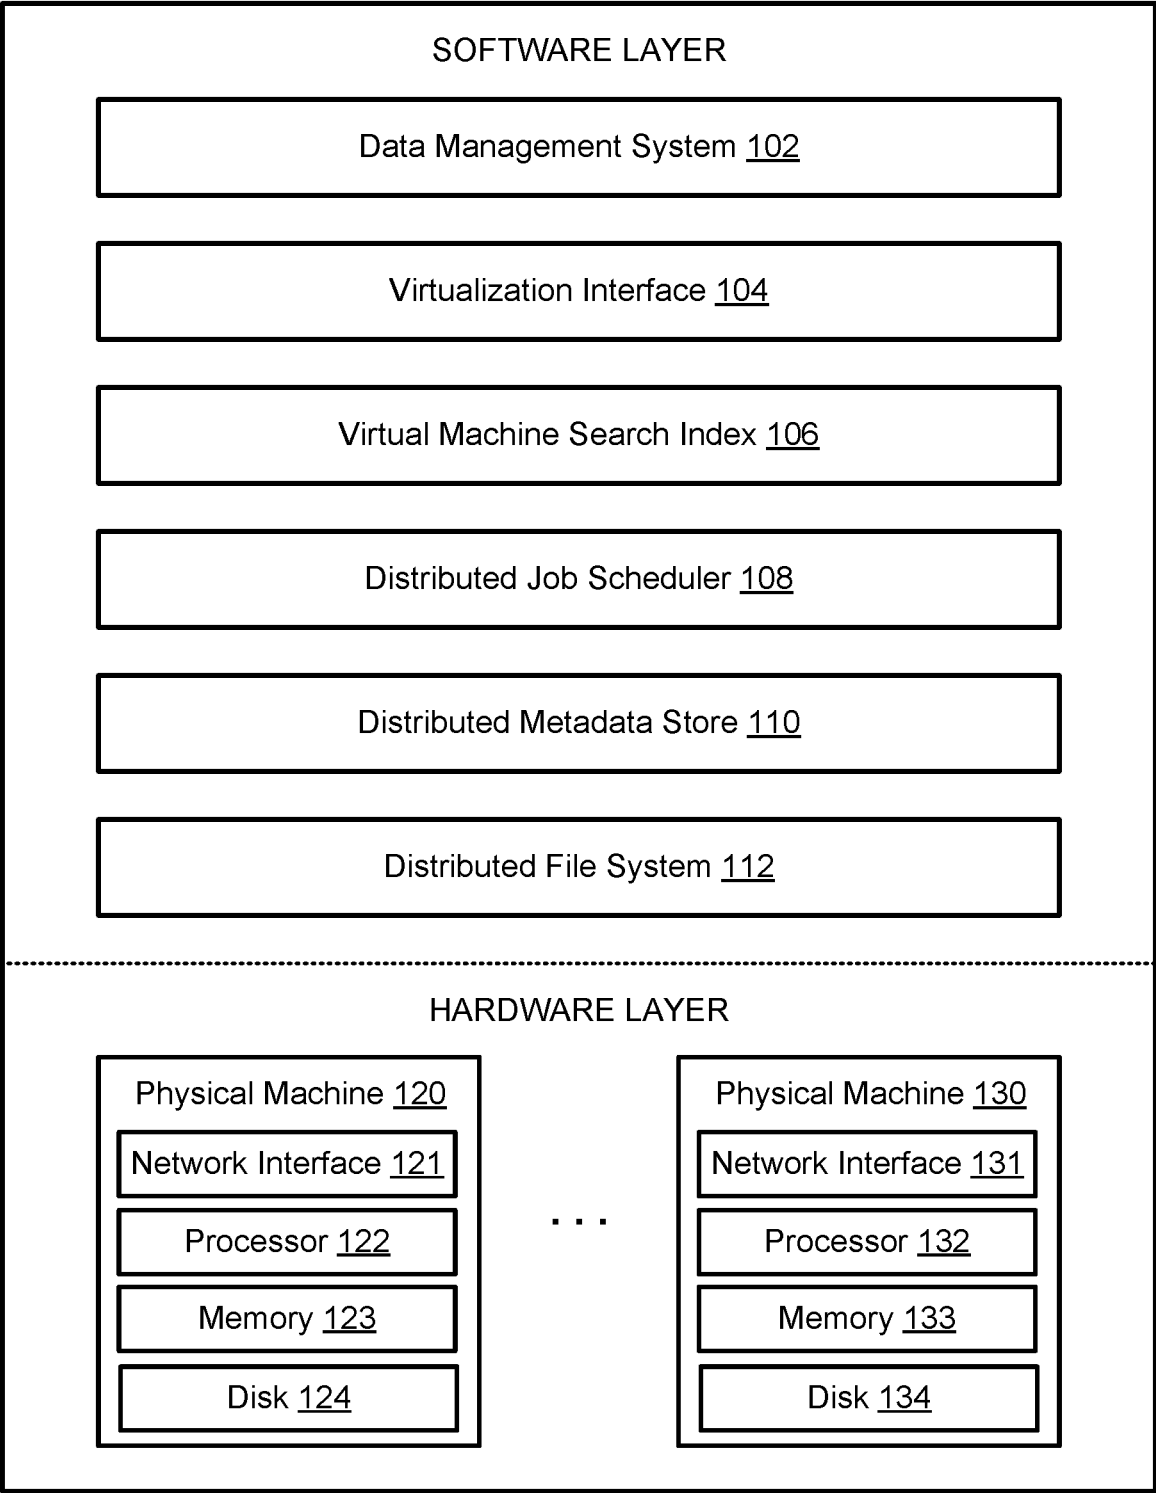 SOFTWARE LAYER
Data Management System 102
Virtualization Interface 104
Virtual Machine Search Index 106
Distributed Job Scheduler 108
Distributed Metadata Store 110
Distributed File System 112
HARDWARE LAYER
Physical Machine 120
Network Interface 121
Processor 122
Memory 123
Disk 124
. . .
Physical Machine 130
Network Interface 131
Processor 132
Memory 133
Disk 134